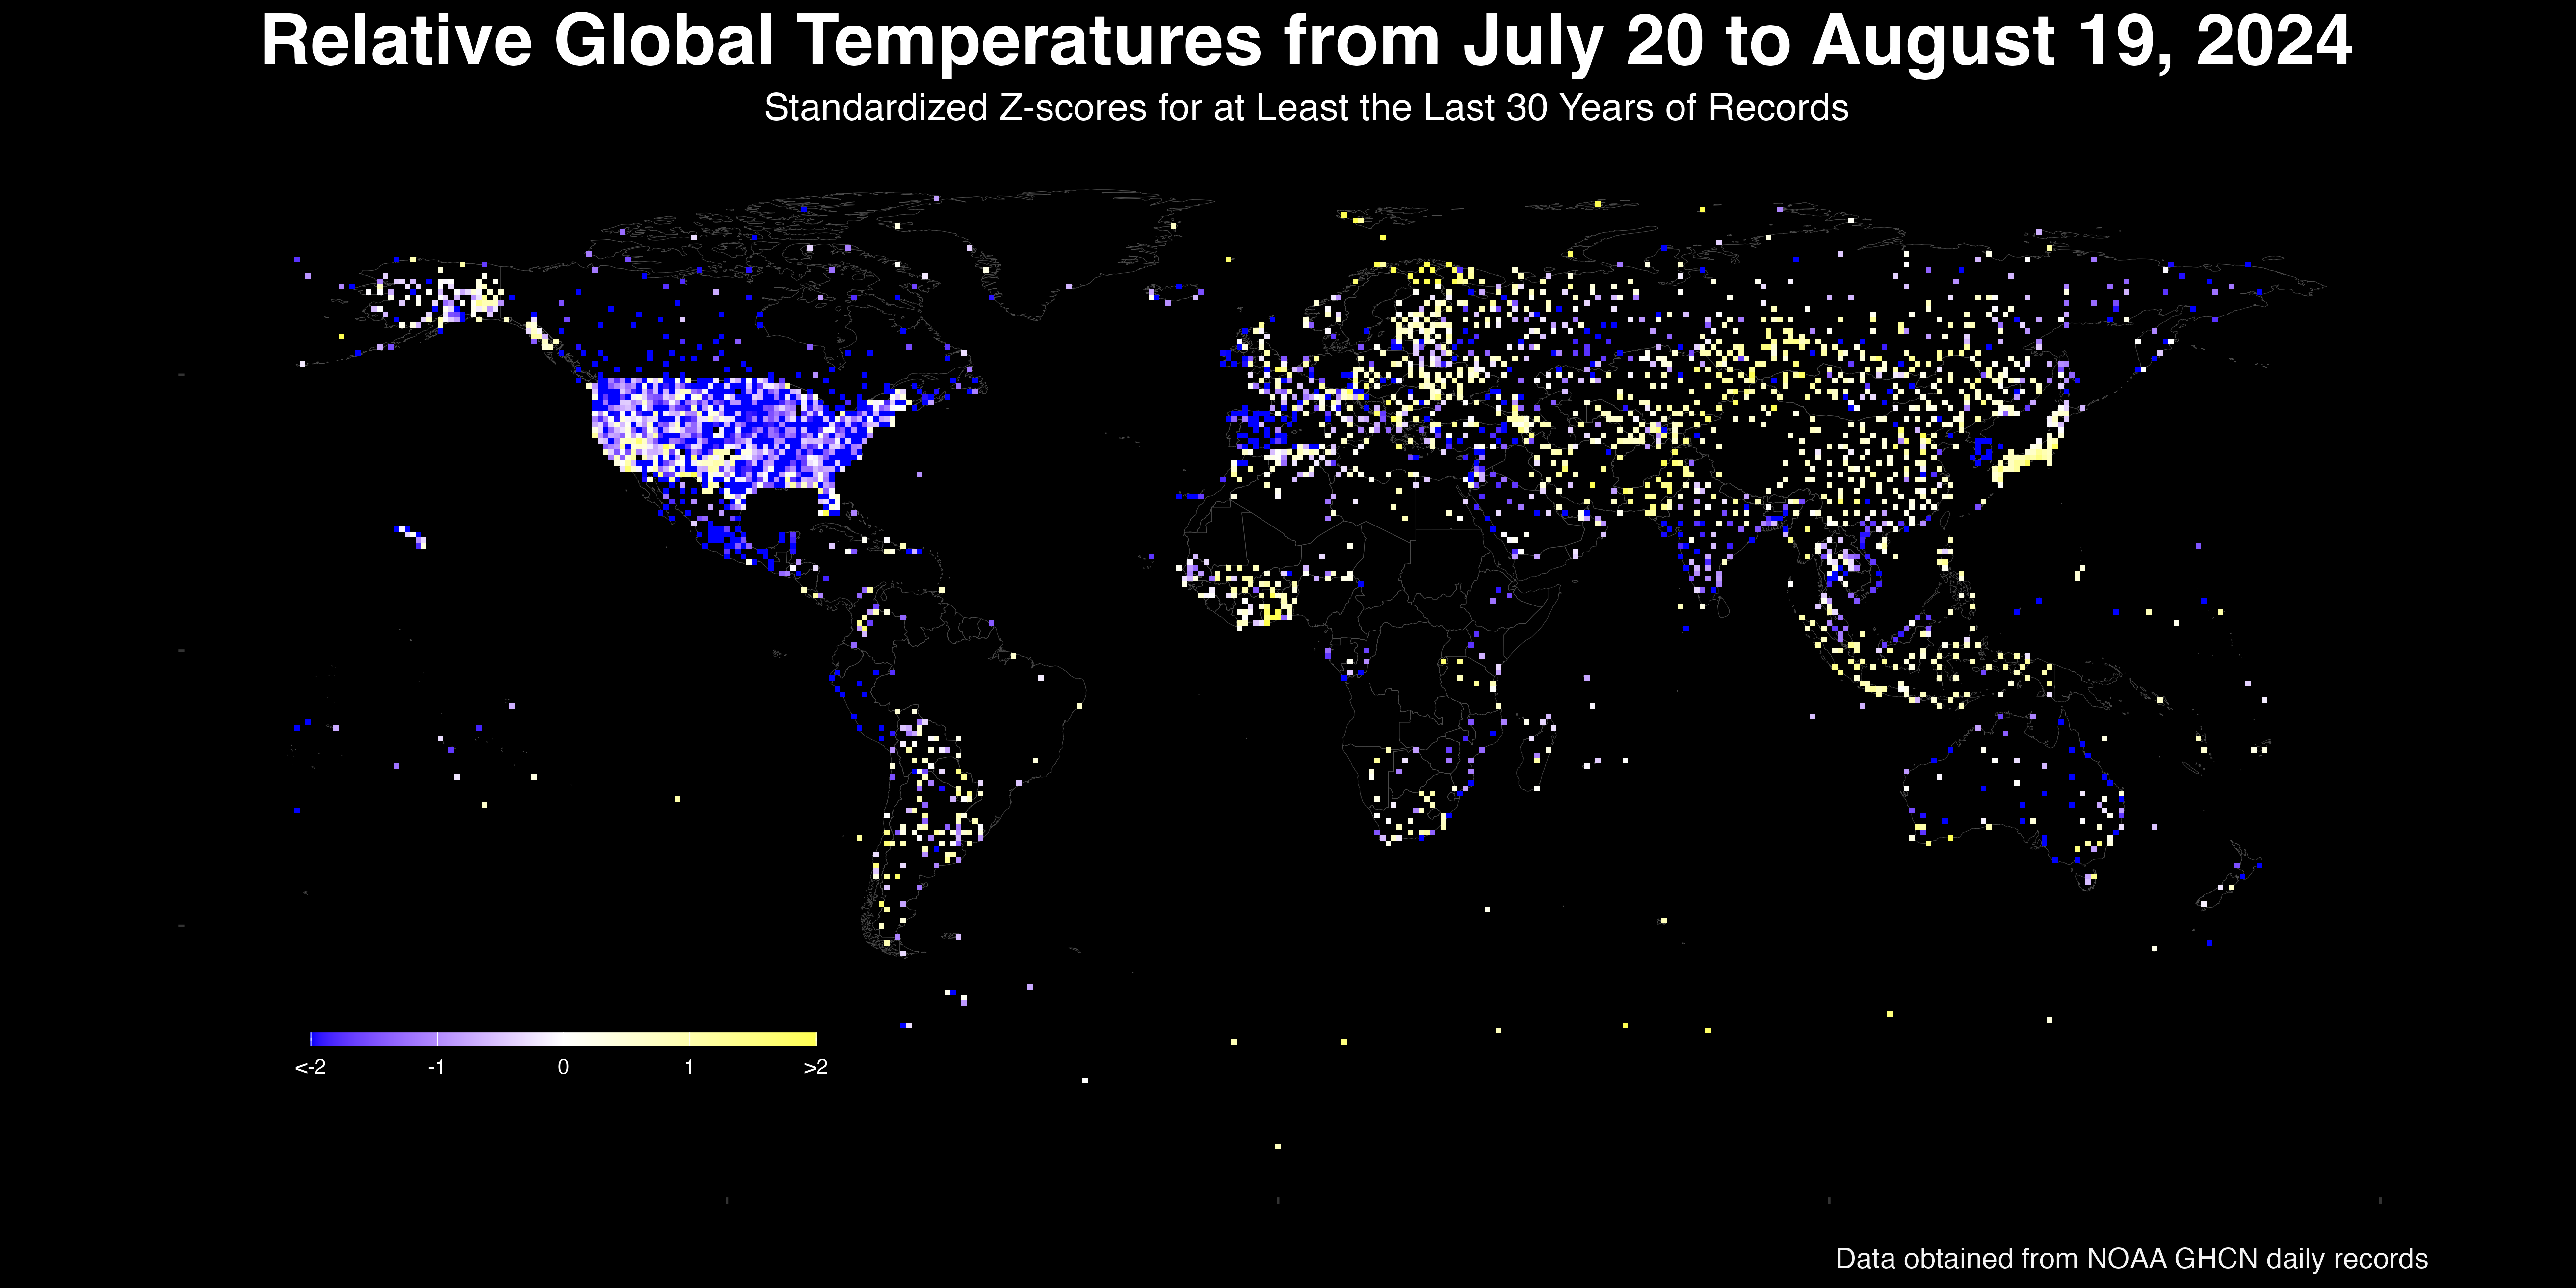 Relative Global Temperatures from July 20 to August 19, 2024
Standardized Z-scores for at Least the Last 30 Years of Records
<-2 -1 0 1 >2
Data obtained from NOAA GHCN daily records